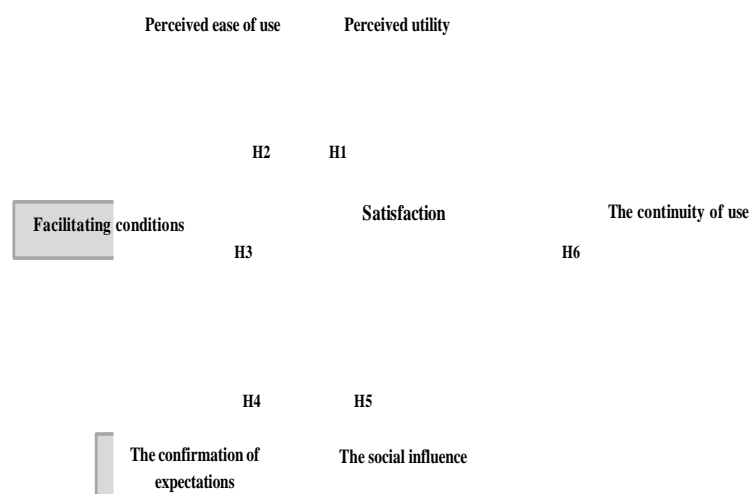 Perceived ease of use Perceived utility
H2 H1
Facilitating conditions Satisfaction The continuity of use
H3 H6
H4 H5
The confirmation of The social influence
expectations